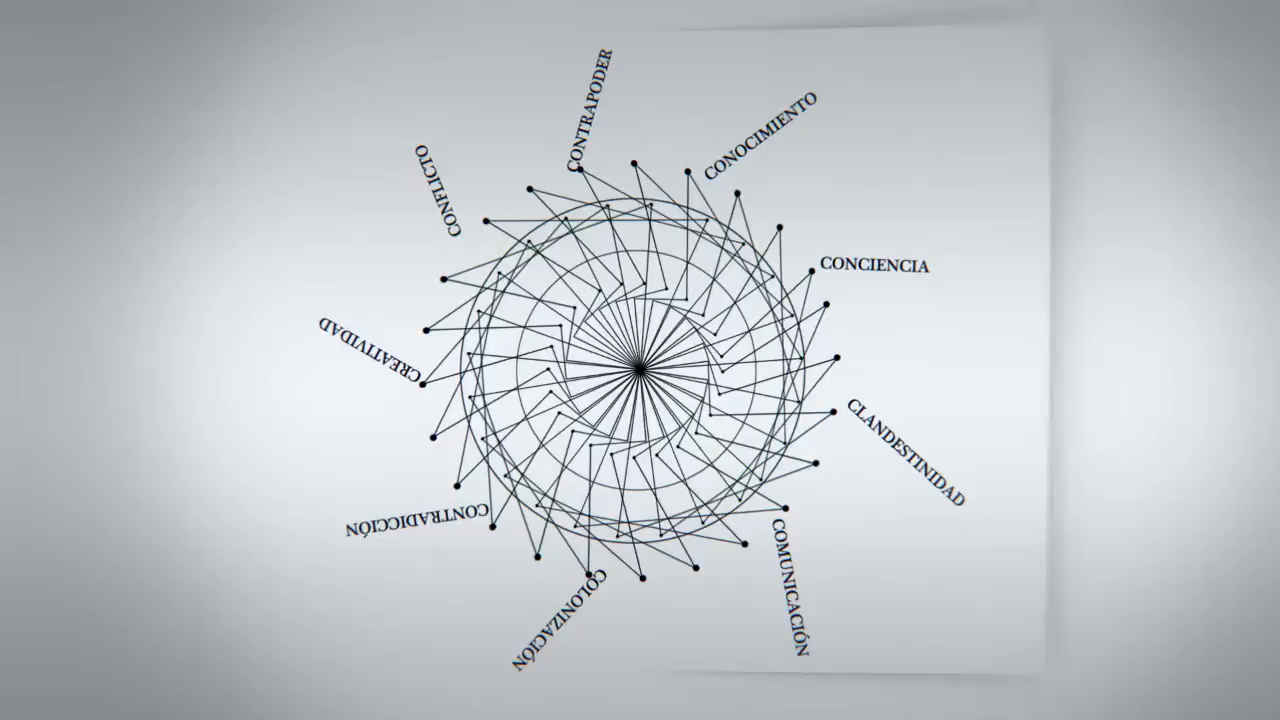 CONTRAPODER
CONOCIMIENTO
CONCIENCIA
CLANDESTINIDAD
COMUNICACIÓN
COLONIZACIÓN
CONTRADICCIÓN
CREATIVIDAD
CONFLICTO